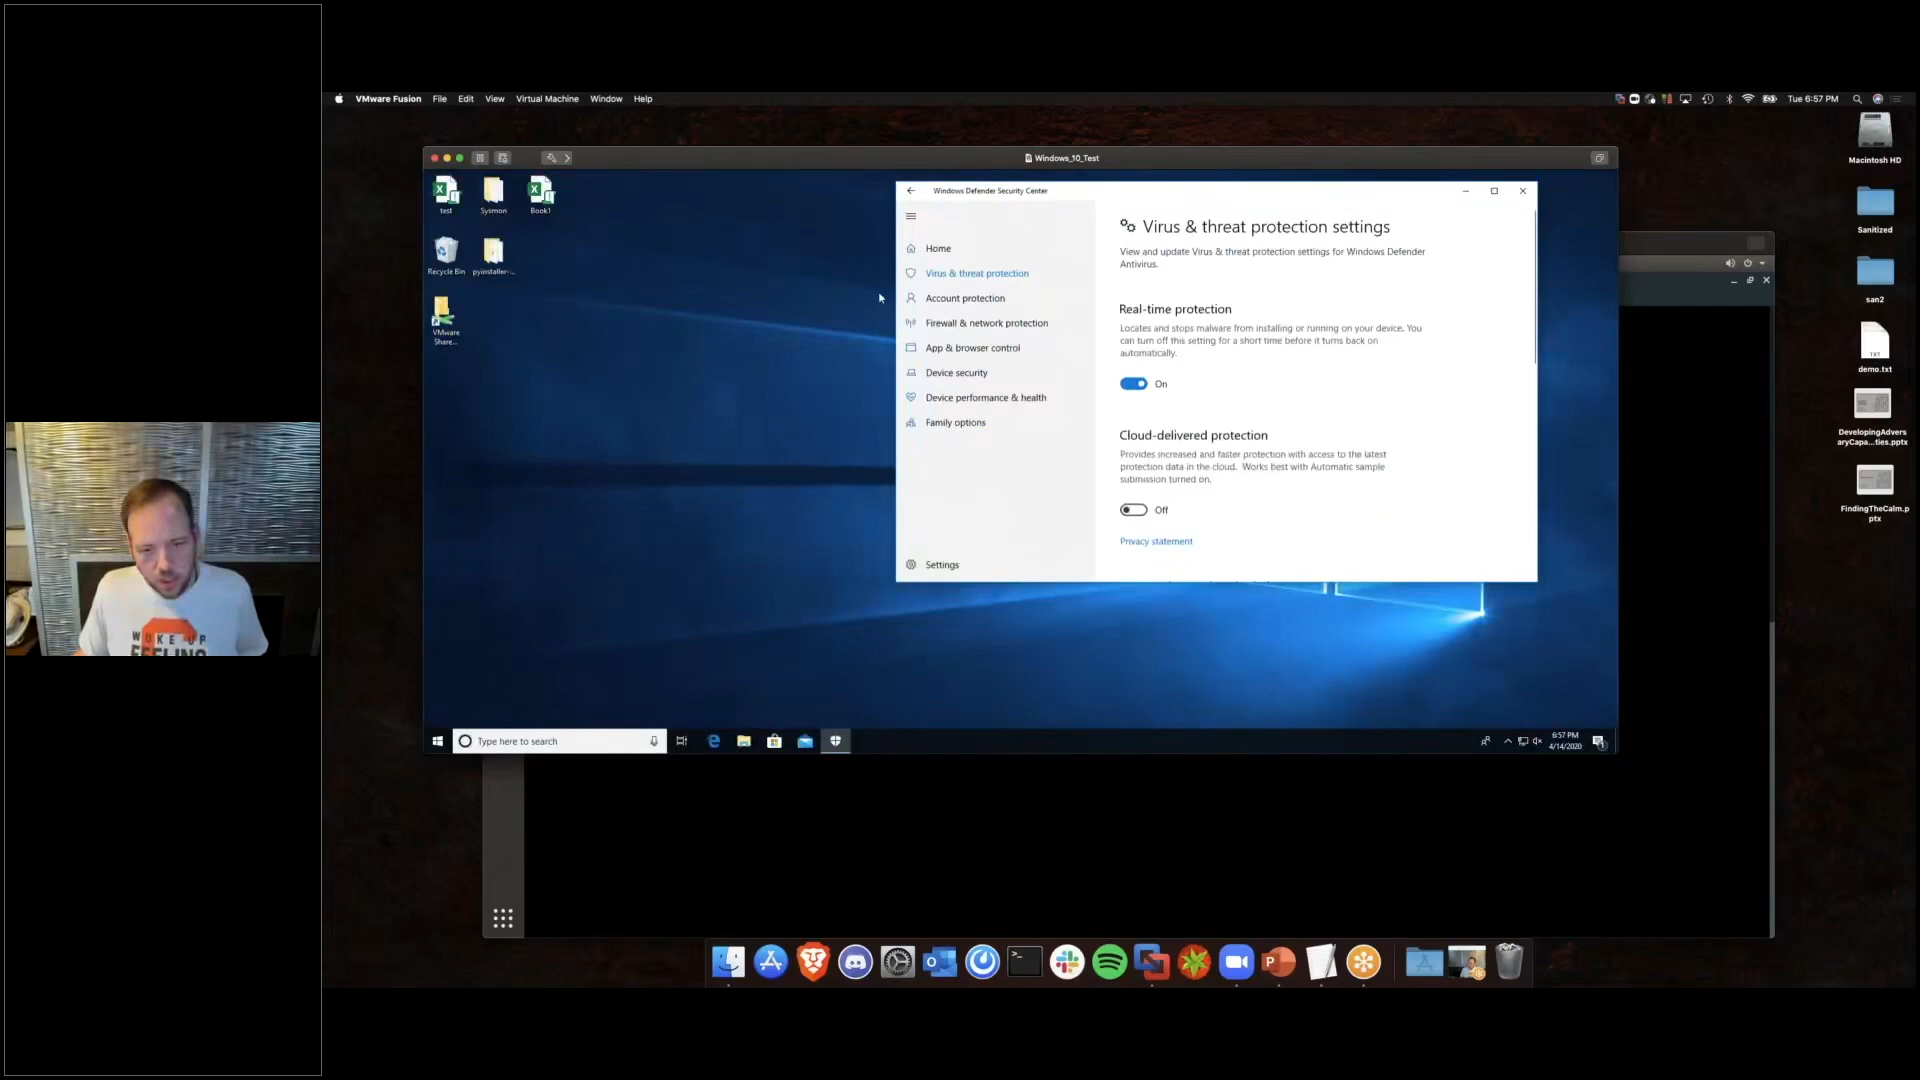 VMware Fusion File Edit View Virtual Machine Window Help
Tue 6:57 PM
Macintosh HD
Sanitized
san2
TXT
demo.txt
DevelopingAdvers
aryCapa...ties.pptx
FindingTheCalm.p
ptx
Windows_10_Test
test
Sysmon
Book1
Recycle Bin
pyinstaller-...
VMware
Share...
Windows Defender Security Center
Home
Virus & threat protection
Account protection
Firewall & network protection
App & browser control
Device security
Device performance & health
Family options
Settings
Virus & threat protection settings
View and update Virus & threat protection settings for Windows Defender
Antivirus.
Real-time protection
Locates and stops malware from installing or running on your device. You
can turn off this setting for a short time before it turns back on
automatically.
On
Cloud-delivered protection
Provides increased and faster protection with access to the latest
protection data in the cloud. Works best with Automatic sample
submission turned on.
Off
Privacy statement
Type here to search
6:57 PM
4/14/2020
WOKE UP
FEELING